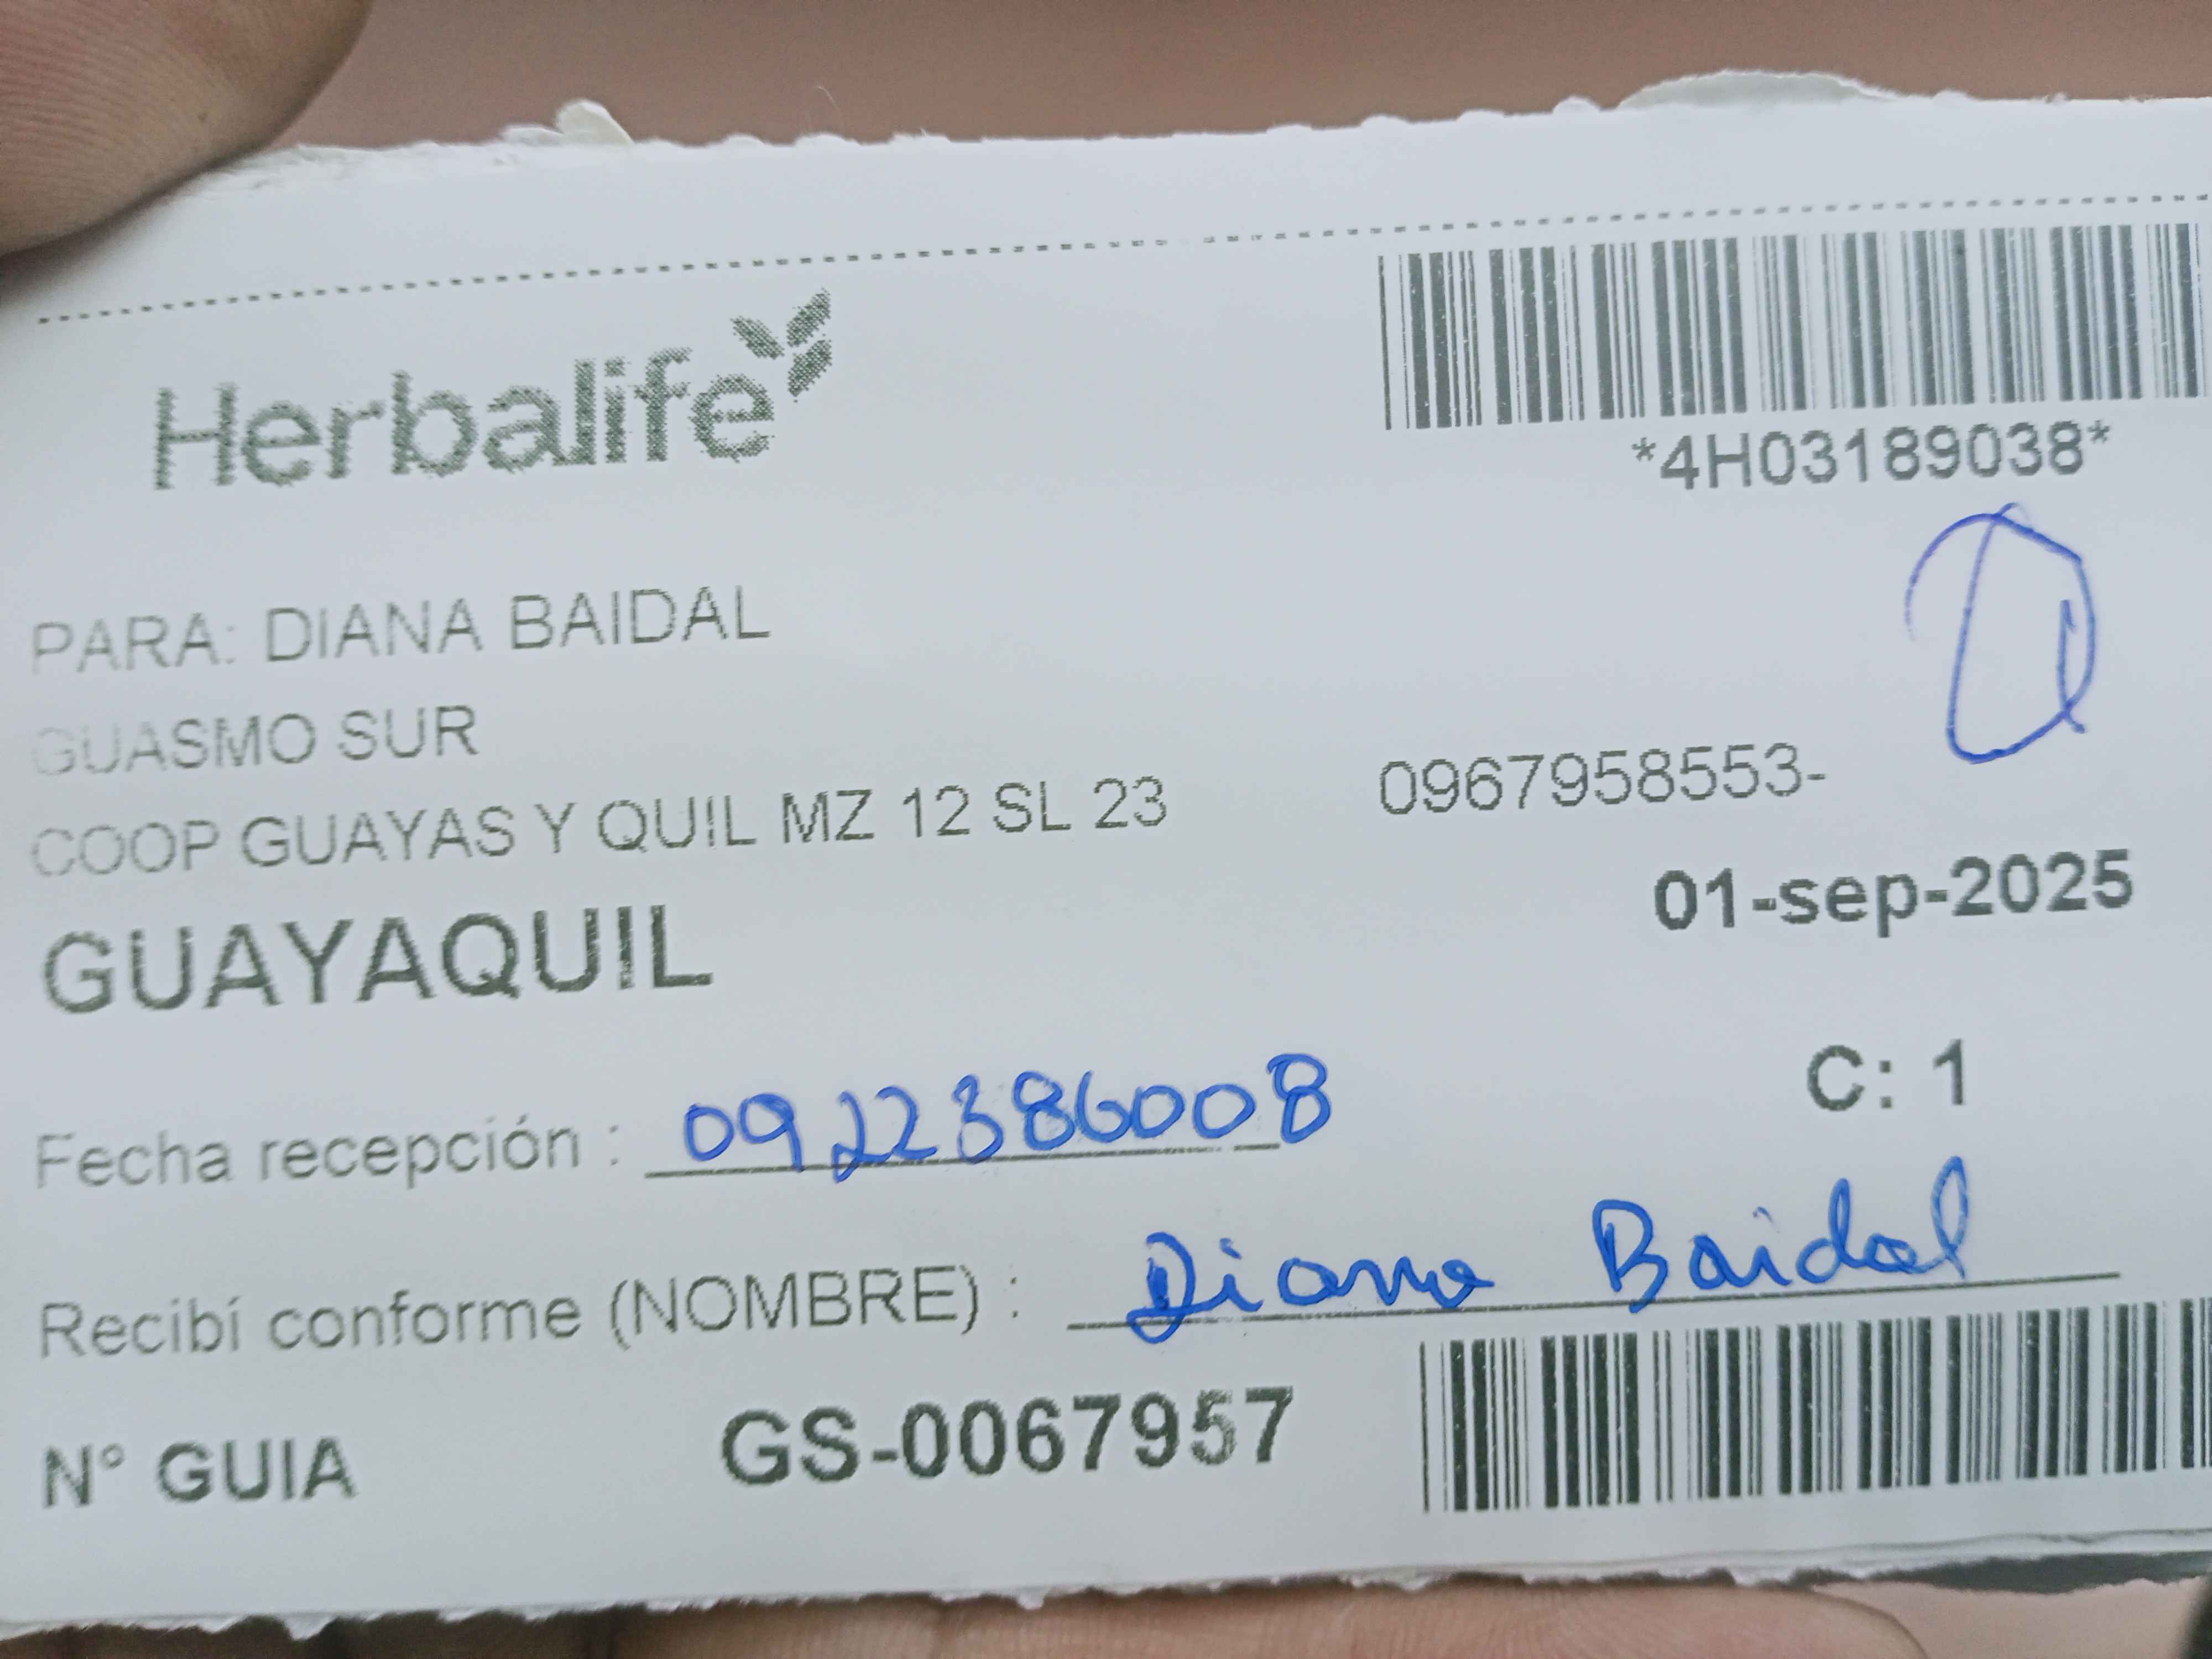 Herbalife
*4H03189038*
PARA: DIANA BAIDAL
GUASMO SUR
COOP GUAYAS Y QUIL MZ 12 SL 23 0967958553-
01-sep-2025
GUAYAQUIL
C: 1
Fecha recepción : 0922386008
Recibí conforme (NOMBRE) : Diana Baidal
N° GUIA GS-0067957